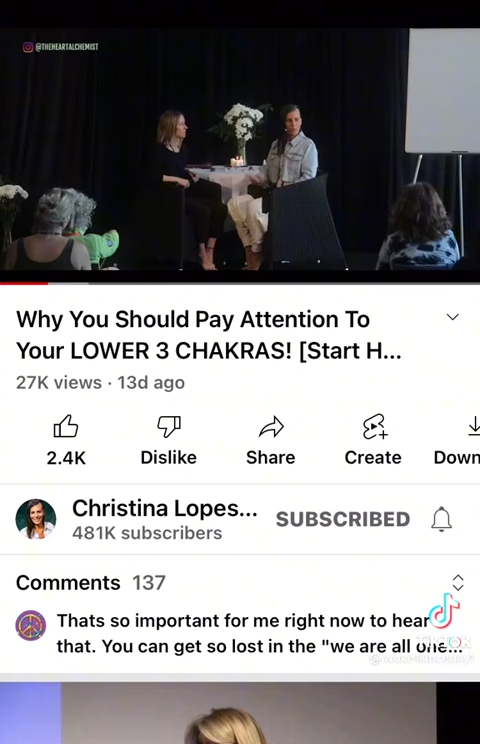 @THEHEARTALCHEMIST
Why You Should Pay Attention To
Your LOWER 3 CHAKRAS! [Start H...
27K views · 13d ago
2.4K
Dislike
Share
Create
Down
Christina Lopes...
481K subscribers
SUBSCRIBED
Comments 137
Thats so important for me right now to hear
that. You can get so lost in the "we are all one...
TikTok